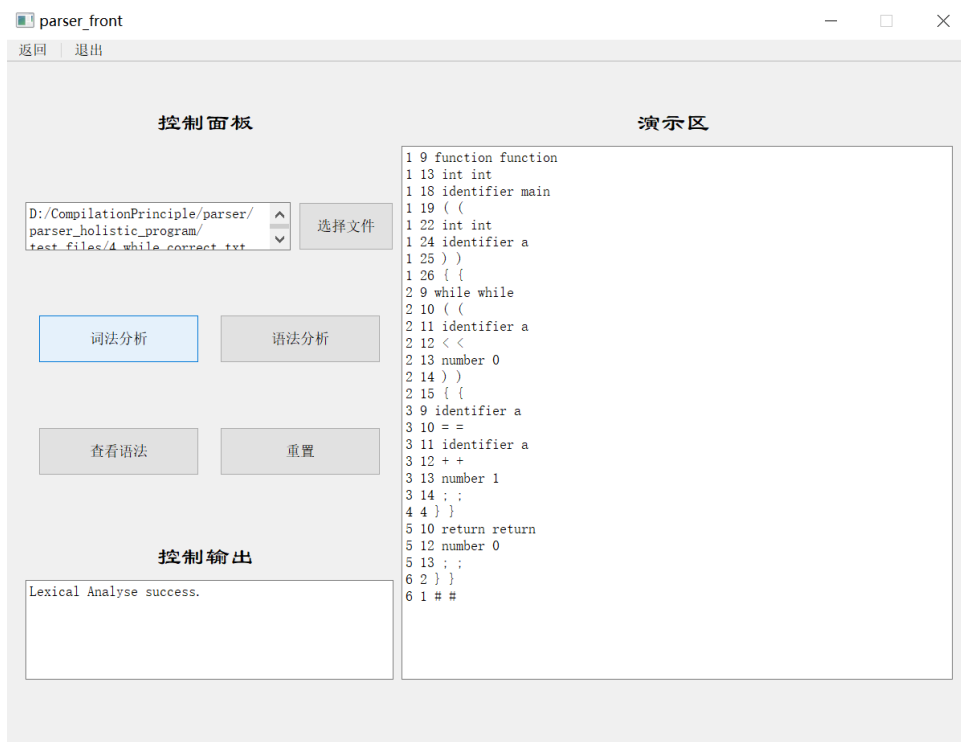 parser_front
返回 退出
控制面板
D:/CompilationPrinciple/parser/
parser_holistic_program/
test_files/4_while_correct.txt
选择文件
词法分析 语法分析
查看语法 重置
控制输出
Lexical Analyse success.
演示区
1 9 function function
1 13 int int
1 18 identifier main
1 19 ( (
1 22 int int
1 24 identifier a
1 25 ) )
1 26 { {
2 9 while while
2 10 ( (
2 11 identifier a
2 12 < <
2 13 number 0
2 14 ) )
2 15 { {
3 9 identifier a
3 10 = =
3 11 identifier a
3 12 + +
3 13 number 1
3 14 ; ;
4 4 } }
5 10 return return
5 12 number 0
5 13 ; ;
6 2 } }
6 1 # #